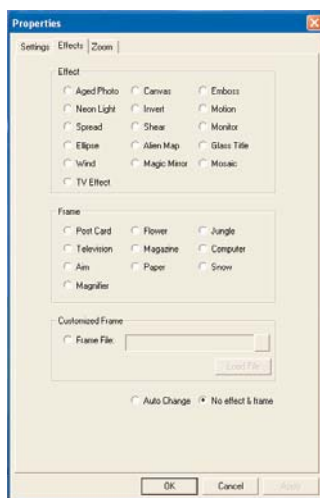 Properties
Settings Effects Zoom
Effect
Aged Photo Canvas Emboss
Neon Light Invert Motion
Spread Shear Monitor
Ellipse Alien Map Glass Title
Wind Magic Mirror Mosaic
TV Effect
Frame
Post Card Flower Jungle
Television Magazine Computer
Aim Paper Snow
Magnifier
Customized Frame
Frame File:
Load File
Auto Change No effect & frame
OK Cancel Apply